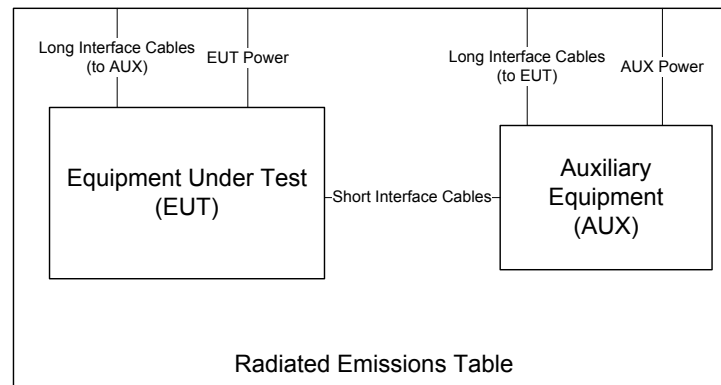 Long Interface Cables
(to AUX)
EUT Power
Long Interface Cables
(to EUT)
AUX Power
Equipment Under Test
(EUT)
Short Interface Cables
Auxiliary
Equipment
(AUX)
Radiated Emissions Table